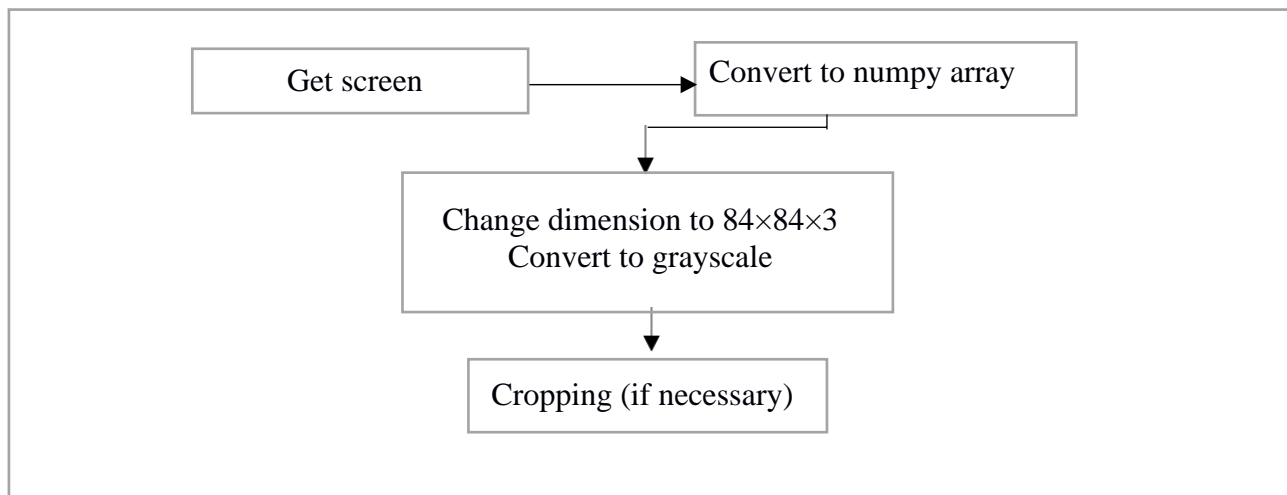 Get screen
Convert to numpy array
Change dimension to 84×84×3
Convert to grayscale
Cropping (if necessary)